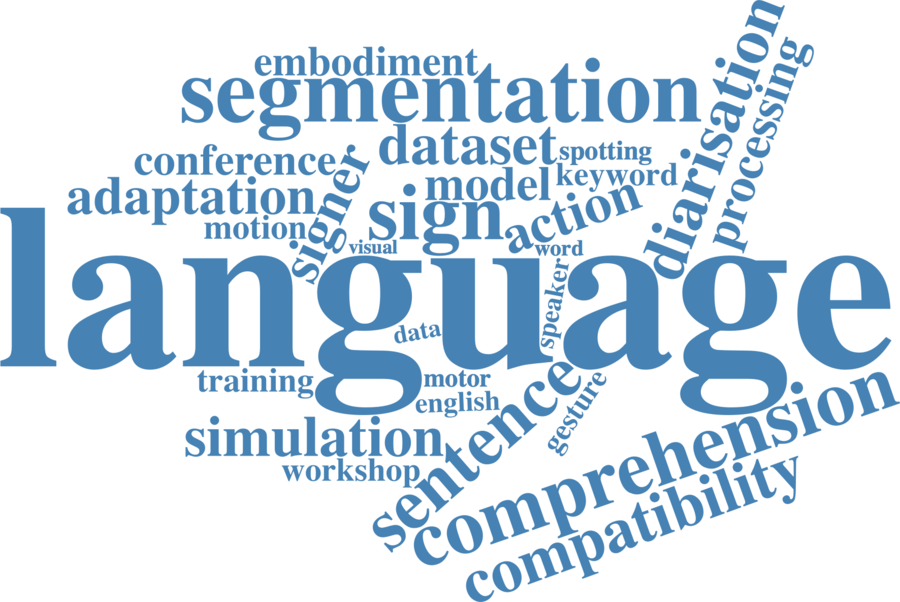 embodiment
segmentation
diarisation
processing
dataset
spotting
conference
keyword
model
adaptation
signer
sign
action
motion
visual
word
language
speaker
data
training
motor
english
sentence
gesture
simulation
workshop
comprehension
compatibility